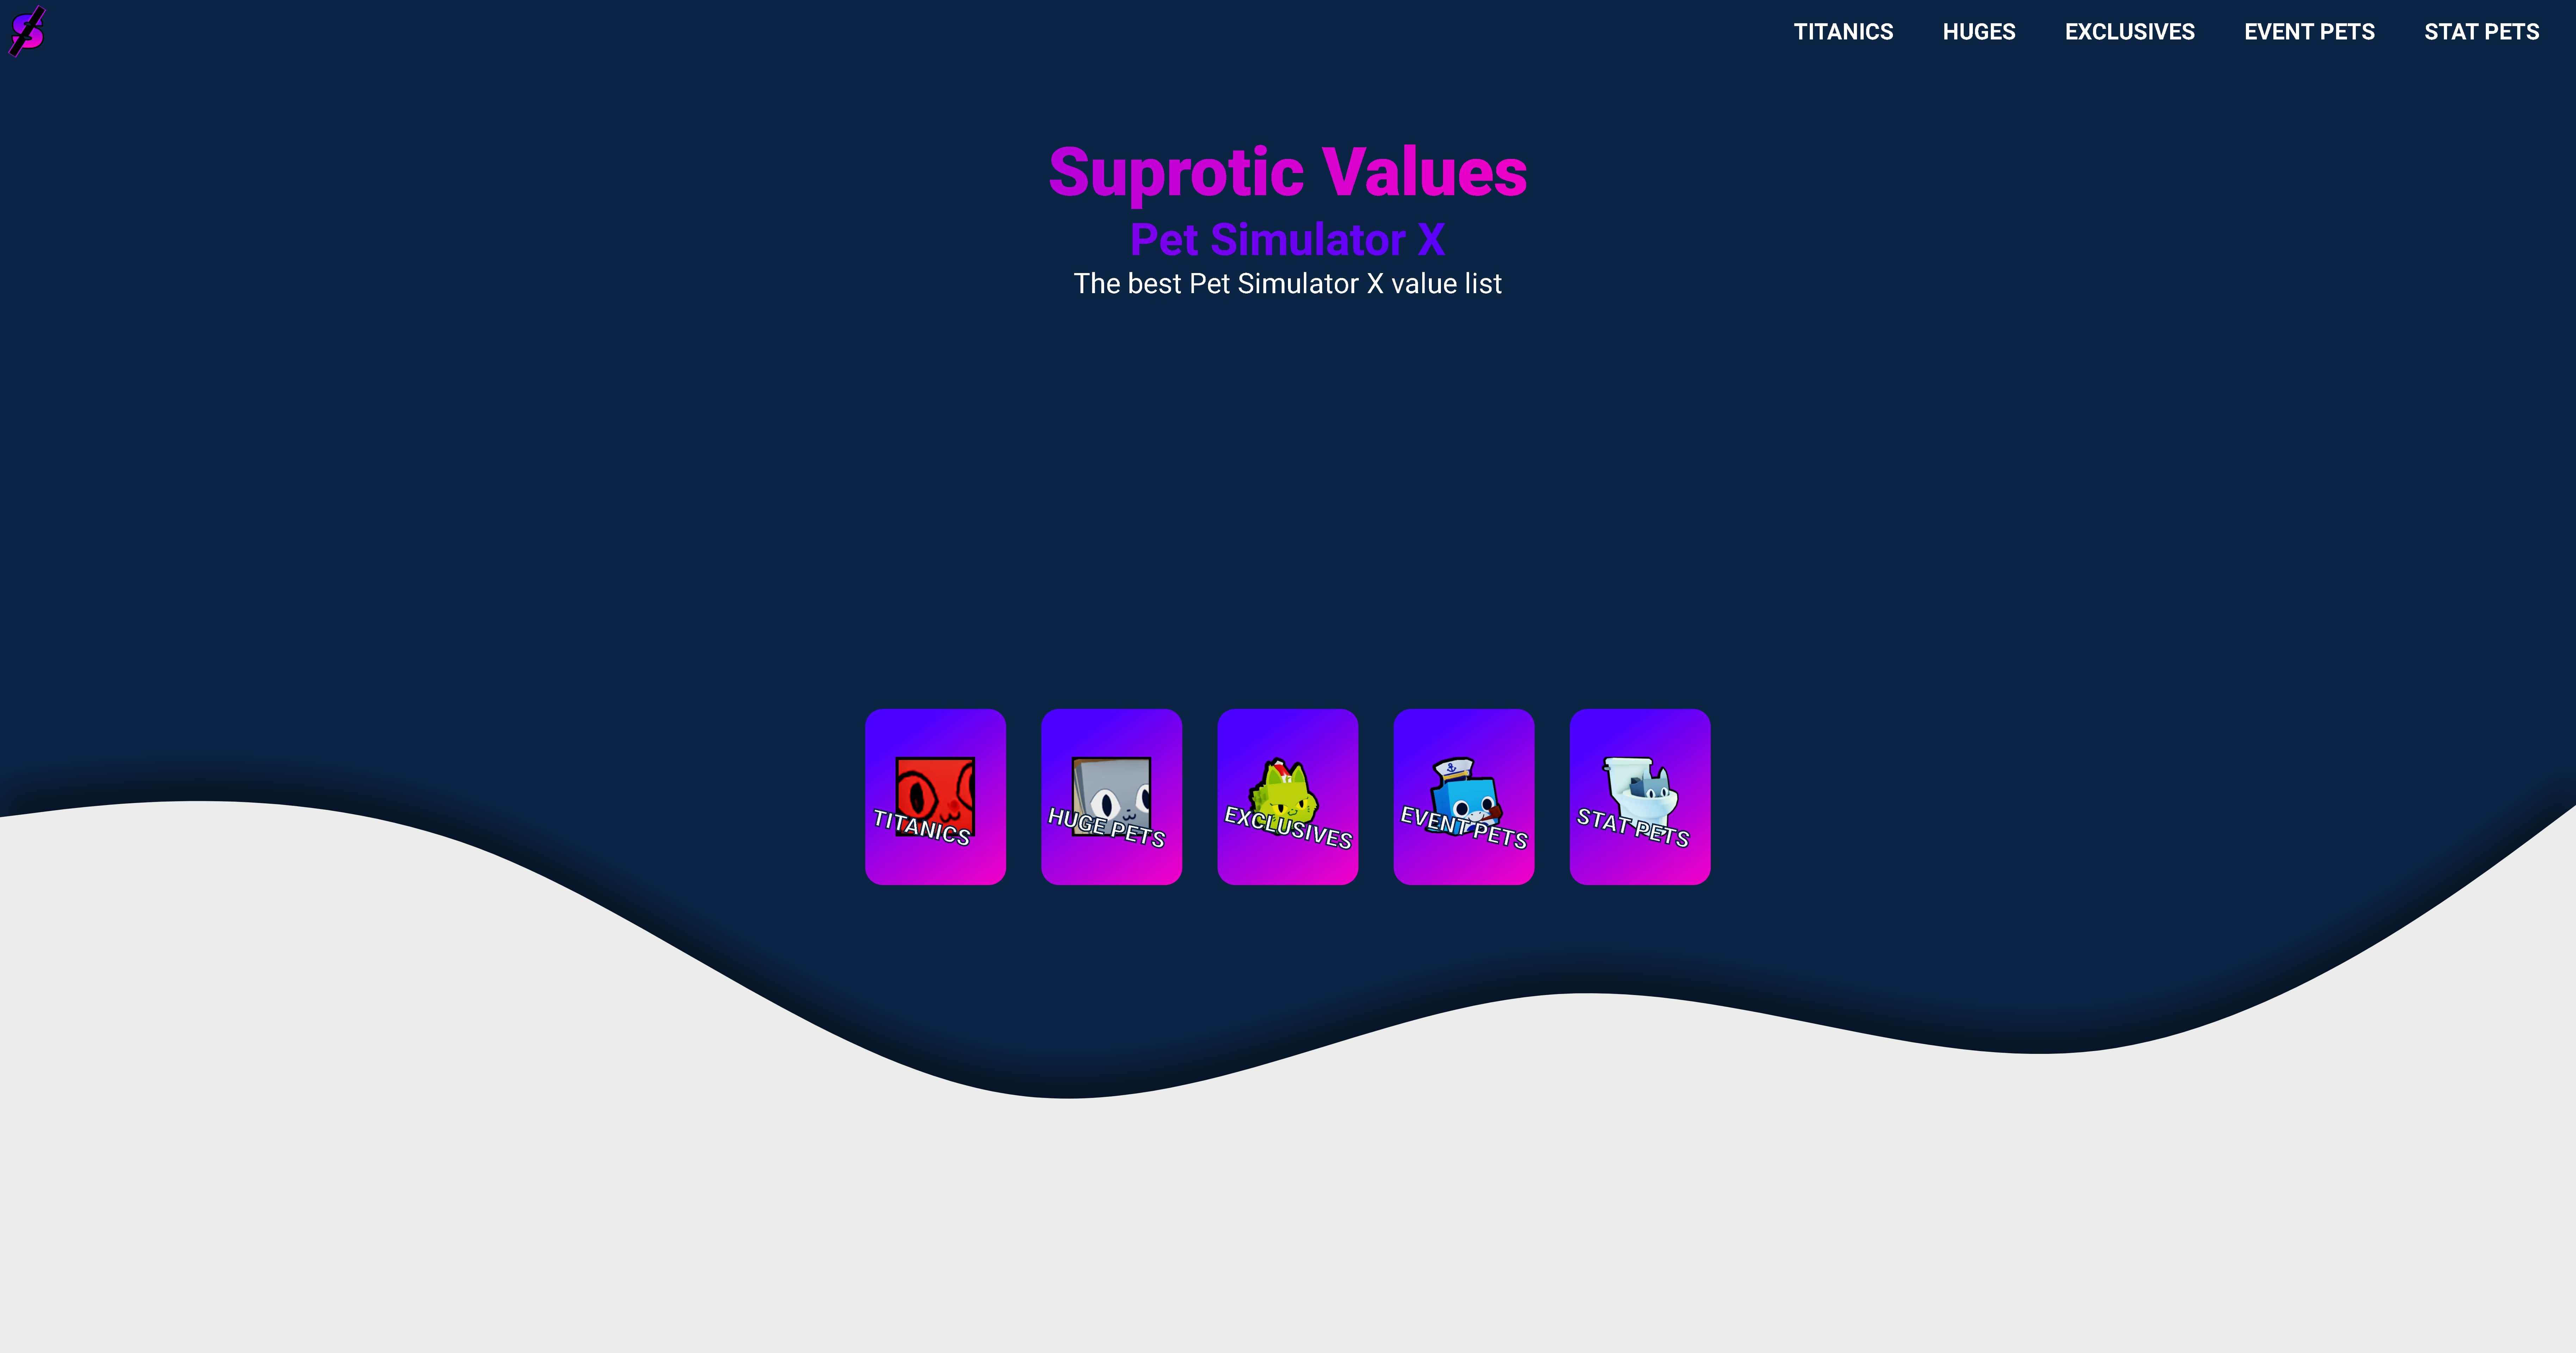 S
TITANICS HUGES EXCLUSIVES EVENT PETS STAT PETS
Suprotic Values
Pet Simulator X
The best Pet Simulator X value list
TITANICS
HUGE PETS
EXCLUSIVES
EVENT PETS
STAT PETS